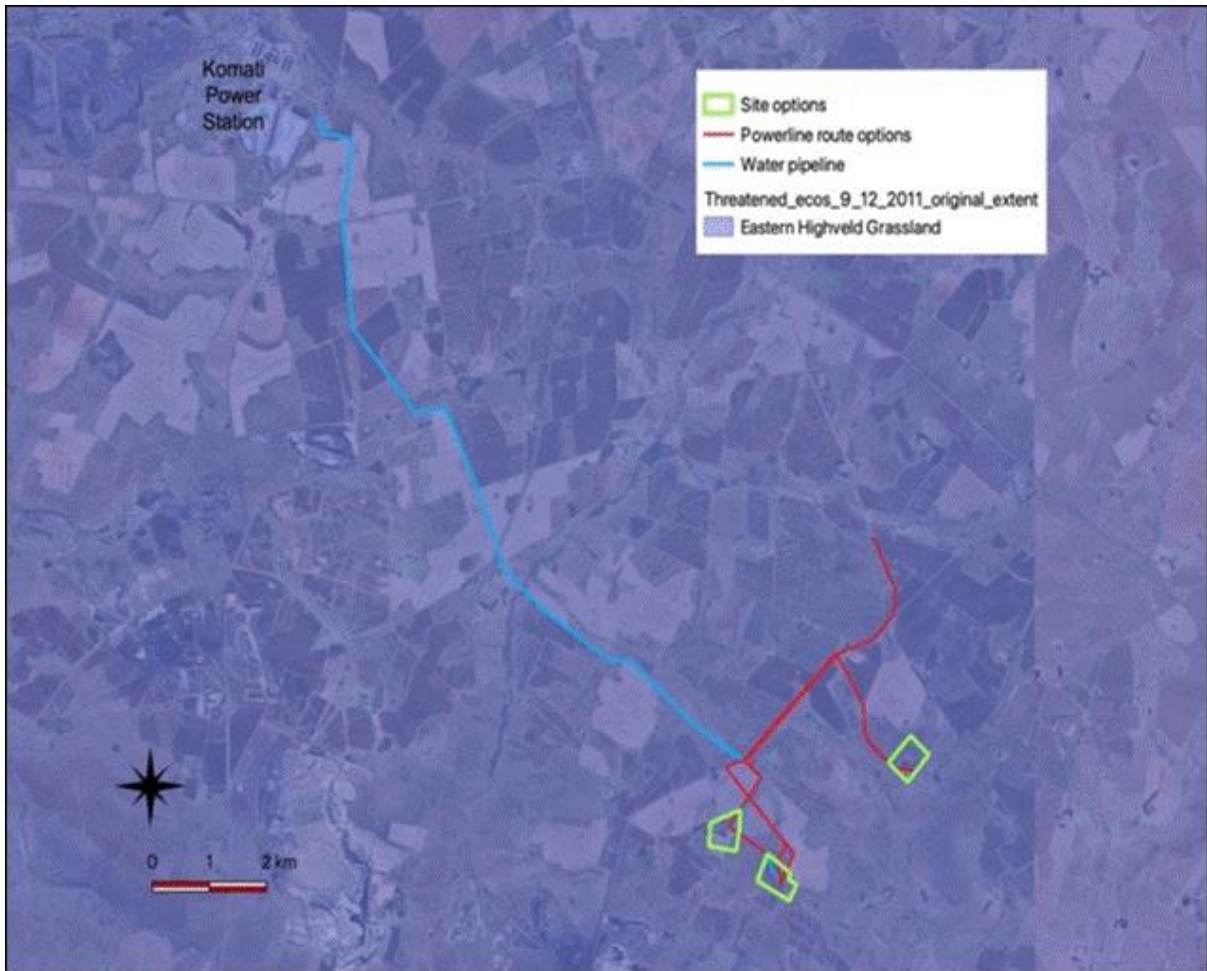 Komati
Power
Station
Site options
Powerline route options
Water pipeline
Threatened_ecos_9_12_2011_original_extent
Eastern Highveld Grassland
0 1 2 km